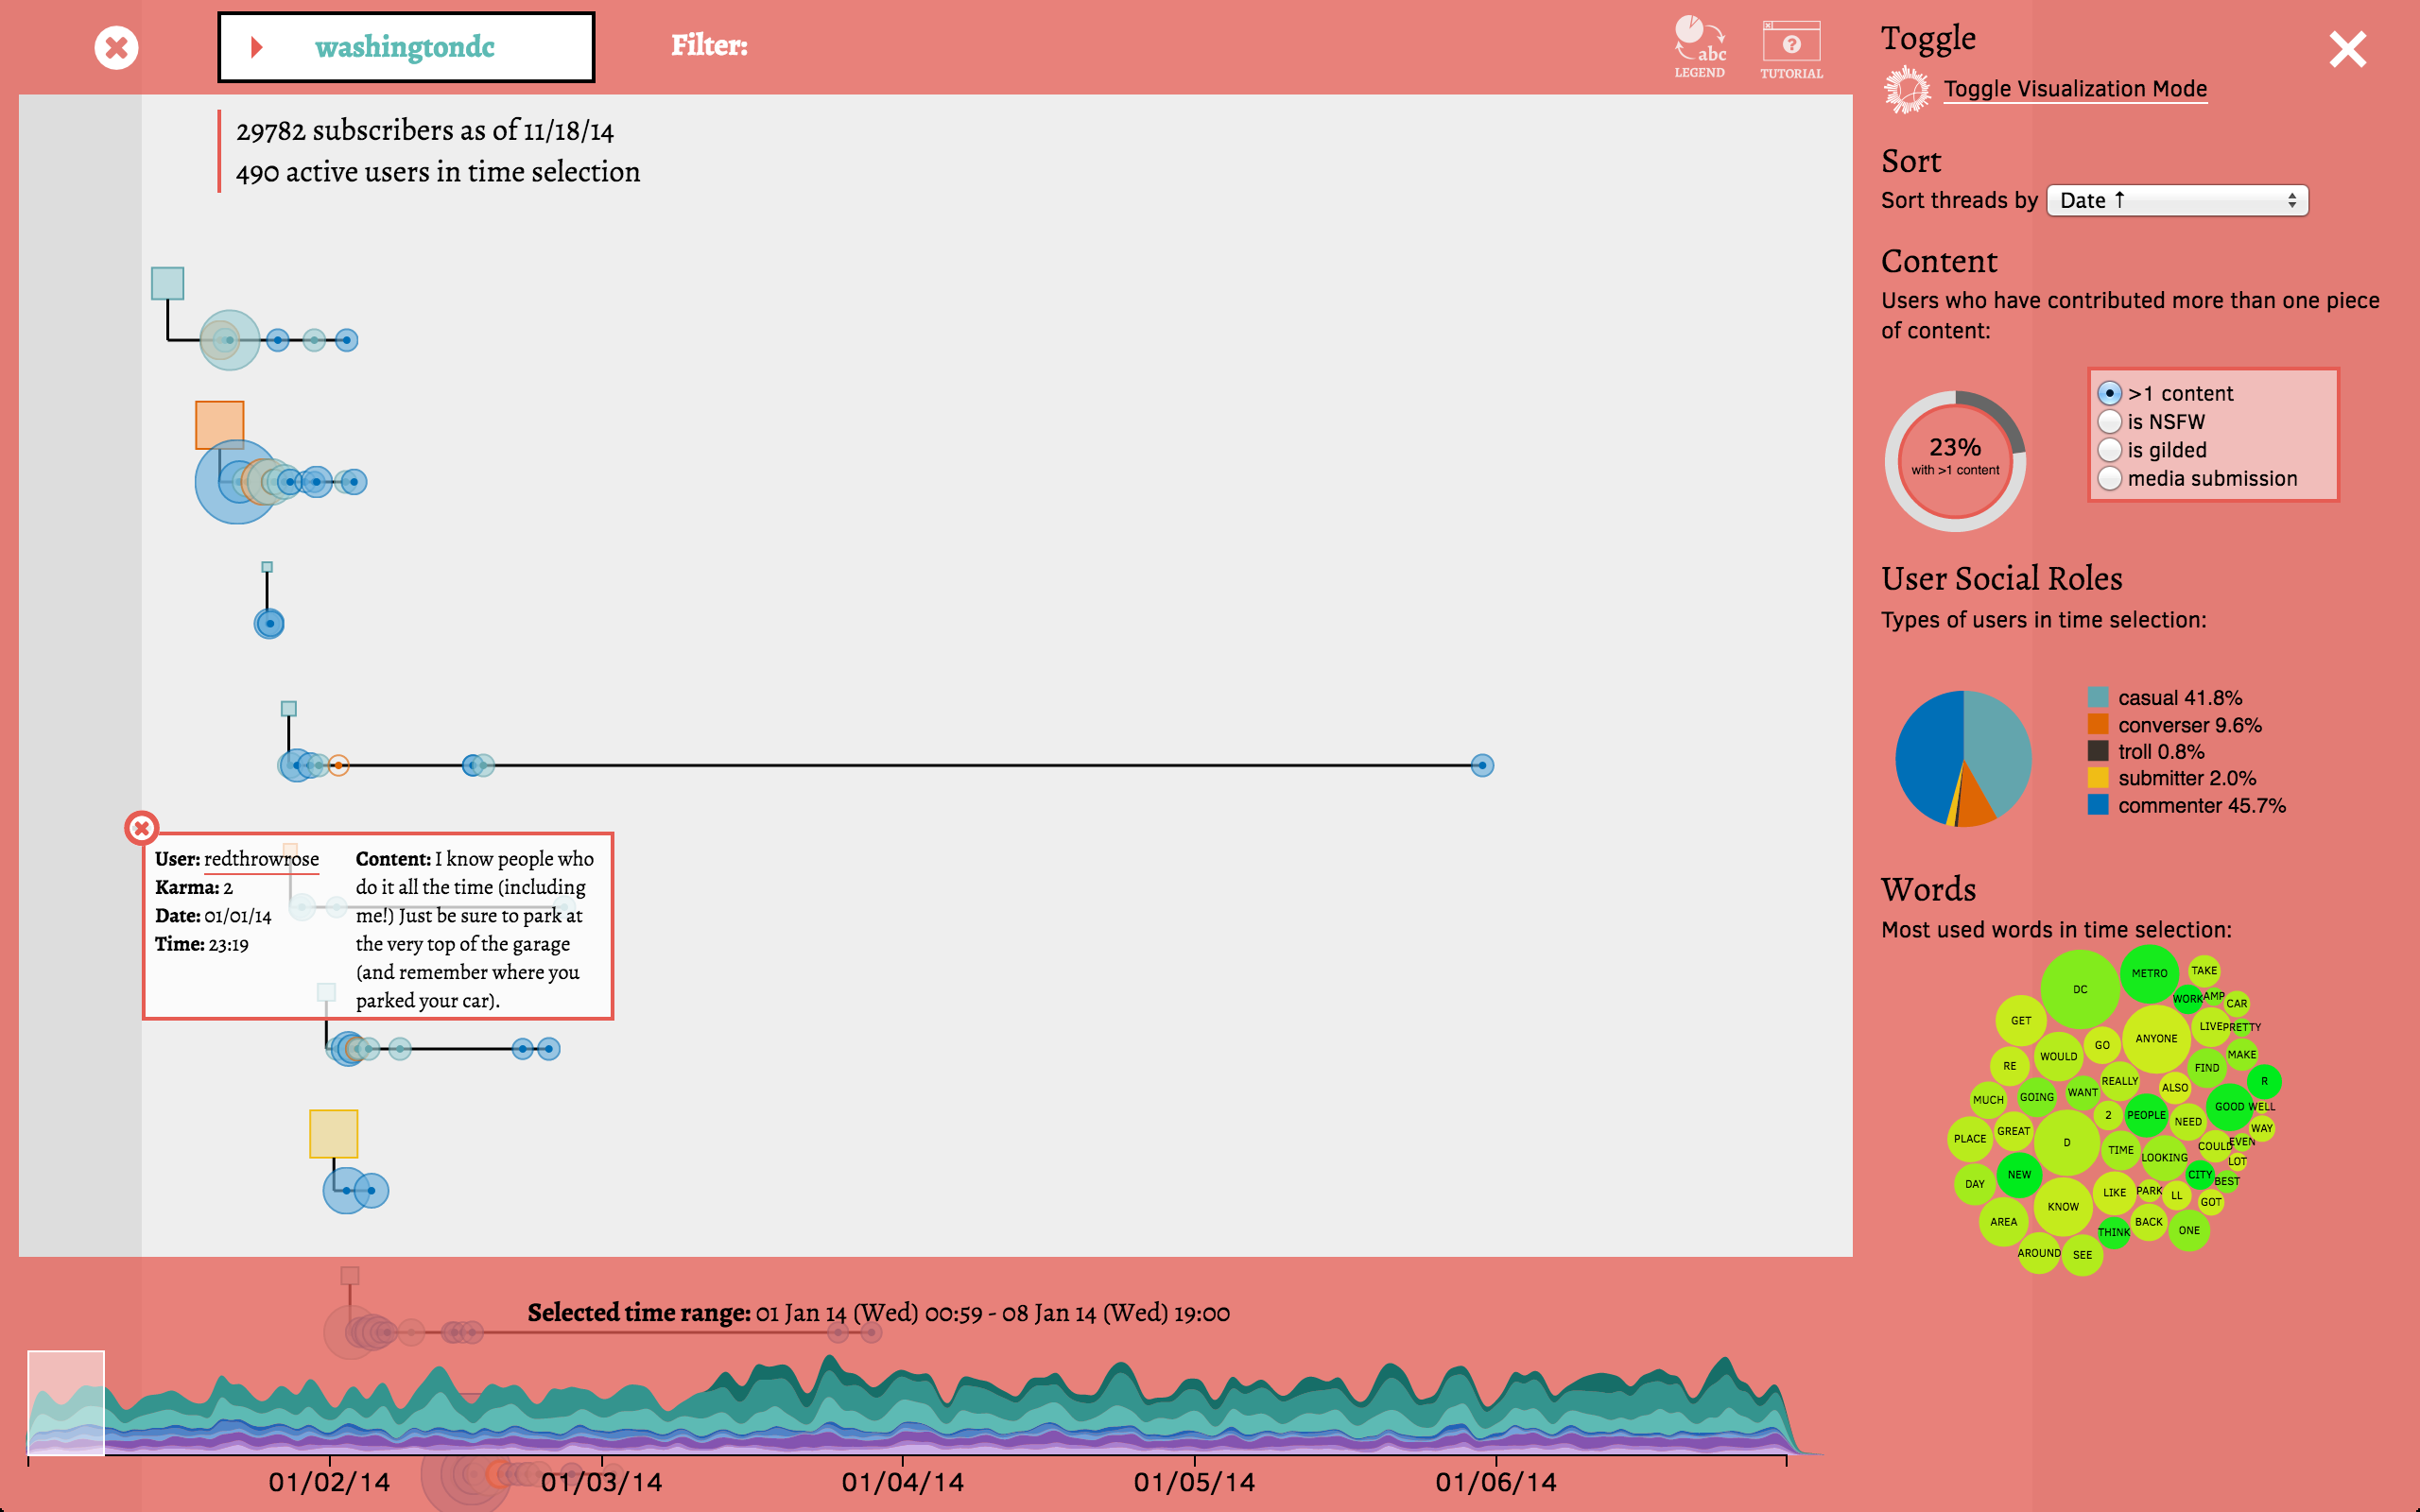 washingtondc
Filter:
abc
LEGEND
?
TUTORIAL
29782 subscribers as of 11/18/14
490 active users in time selection
User: redthrowrose
Karma: 2
Date: 01/01/14
Time: 23:19
Content: I know people who
do it all the time (including
me!) Just be sure to park at
the very top of the garage
(and remember where you
parked your car).
Selected time range: 01 Jan 14 (Wed) 00:59 - 08 Jan 14 (Wed) 19:00
01/02/14
01/03/14
01/04/14
01/05/14
01/06/14
Toggle
Toggle Visualization Mode
Sort
Sort threads by Date ↑
Content
Users who have contributed more than one piece
of content:
23%
with >1 content
>1 content
is NSFW
is gilded
media submission
User Social Roles
Types of users in time selection:
casual 41.8%
converser 9.6%
troll 0.8%
submitter 2.0%
commenter 45.7%
Words
Most used words in time selection:
DC
METRO
TAKE
WORK
AMP
CAR
GET
ANYONE
LIVE
PRETTY
RE
WOULD
GO
FIND
MAKE
MUCH
GOING
WANT
REALLY
ALSO
R
2
PEOPLE
NEED
GOOD
WELL
PLACE
GREAT
D
TIME
LOOKING
COULD
EVEN
WAY
LOT
DAY
NEW
LIKE
PARK
LL
CITY
BEST
GOT
AREA
KNOW
THINK
BACK
ONE
AROUND
SEE